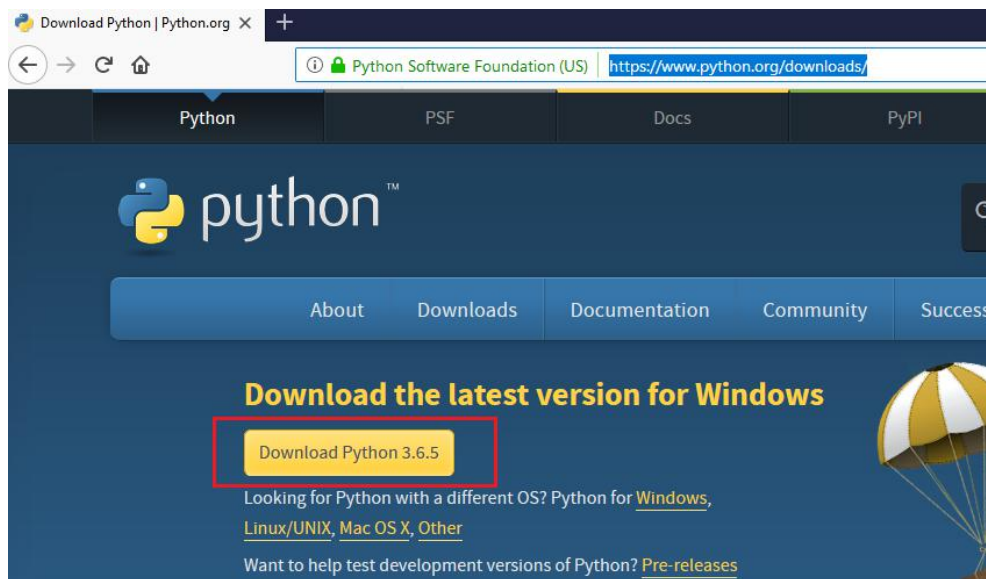 Download Python | Python.org
Python Software Foundation (US) https://www.python.org/downloads/
Python PSF Docs PyPI
python™
About Downloads Documentation Community Success
Download the latest version for Windows
Download Python 3.6.5
Looking for Python with a different OS? Python for Windows,
Linux/UNIX, Mac OS X, Other
Want to help test development versions of Python? Pre-releases